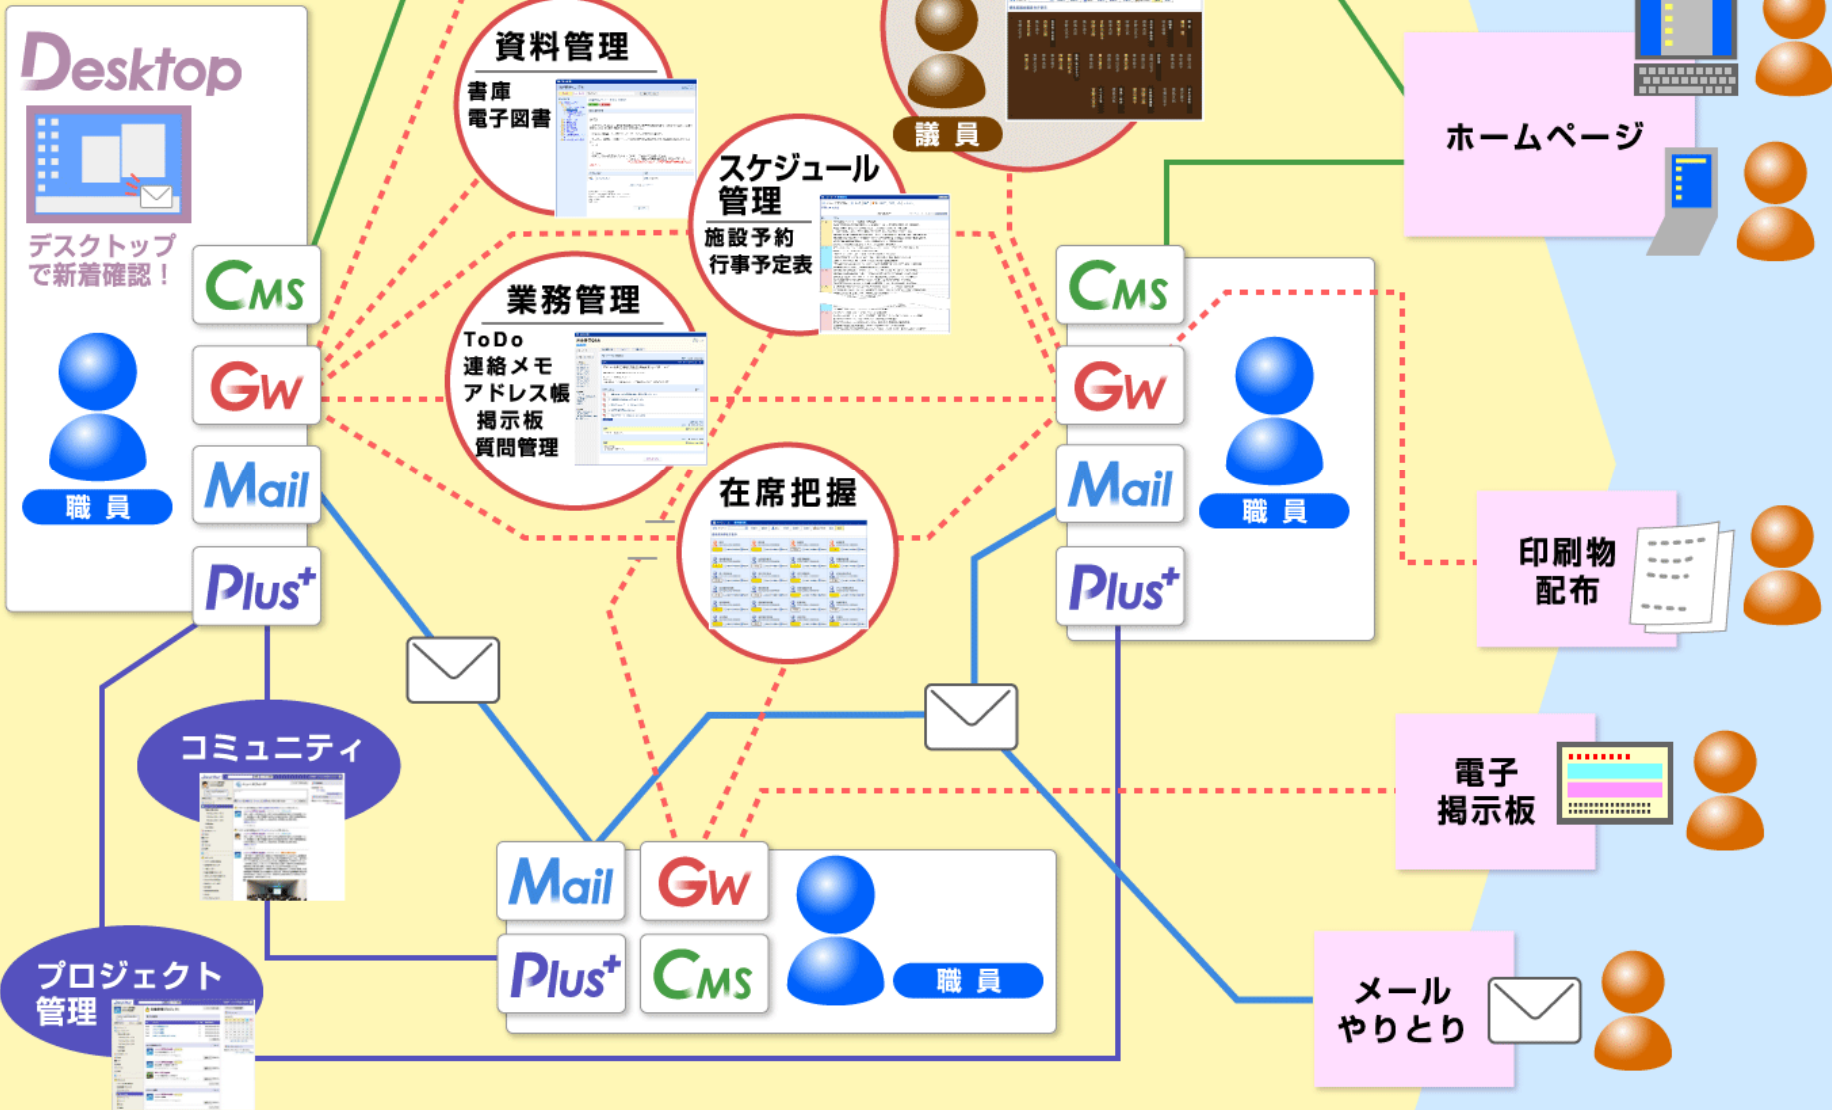 Desktop
デスクトップ
で新着確認！
CMS
GW
Mail
Plus+
職員
資料管理
書庫
電子図書
スケジュール
管理
施設予約
行事予定表
業務管理
ToDo
連絡メモ
アドレス帳
掲示板
質問管理
在席把握
議員
CMS
GW
Mail
Plus+
職員
ホームページ
印刷物
配布
電子
掲示板
メール
やりとり
コミュニティ
プロジェクト
管理
Mail
GW
Plus+
CMS
職員